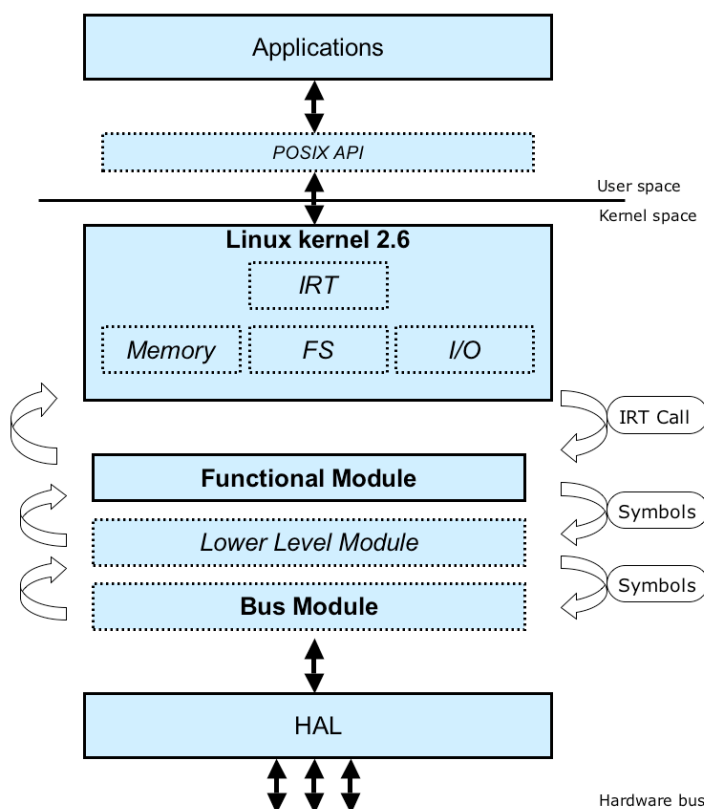 Applications
POSIX API
User space
Kernel space
Linux kernel 2.6
IRT
Memory FS I/O
IRT Call
Functional Module
Symbols
Lower Level Module
Symbols
Bus Module
HAL
Hardware bus